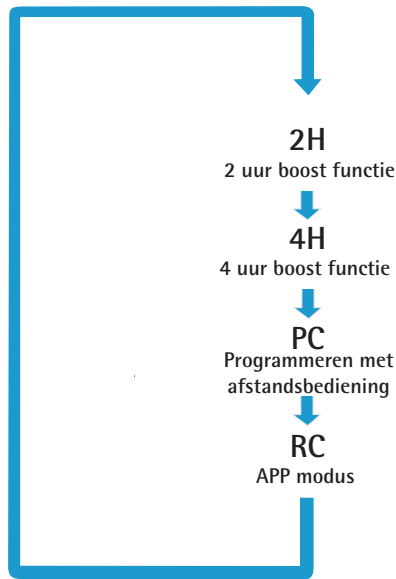 2H
2 uur boost functie
4H
4 uur boost functie
PC
Programmeren met
afstandsbediening
RC
APP modus